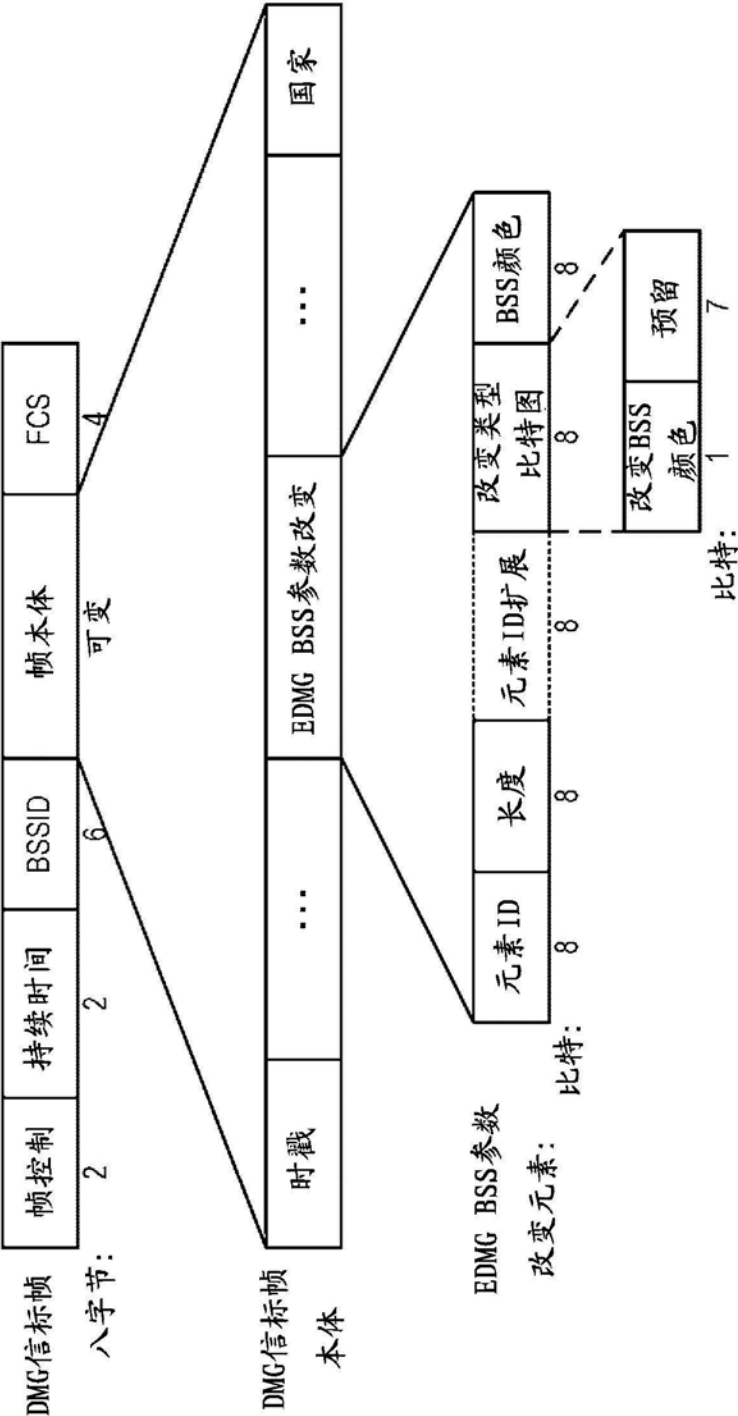 DMG信标帧
帧控制
持续时间
BSSID
帧本体
FCS
八字节:
2
2
6
可变
4
DMG信标帧
本体
时戳
...
EDMG BSS参数改变
...
国家
EDMG BSS参数
改变元素:
元素ID
长度
元素ID扩展
改变类型
比特图
BSS颜色
比特:
8
8
8
8
8
改变BSS
颜色
预留
比特:
1
7